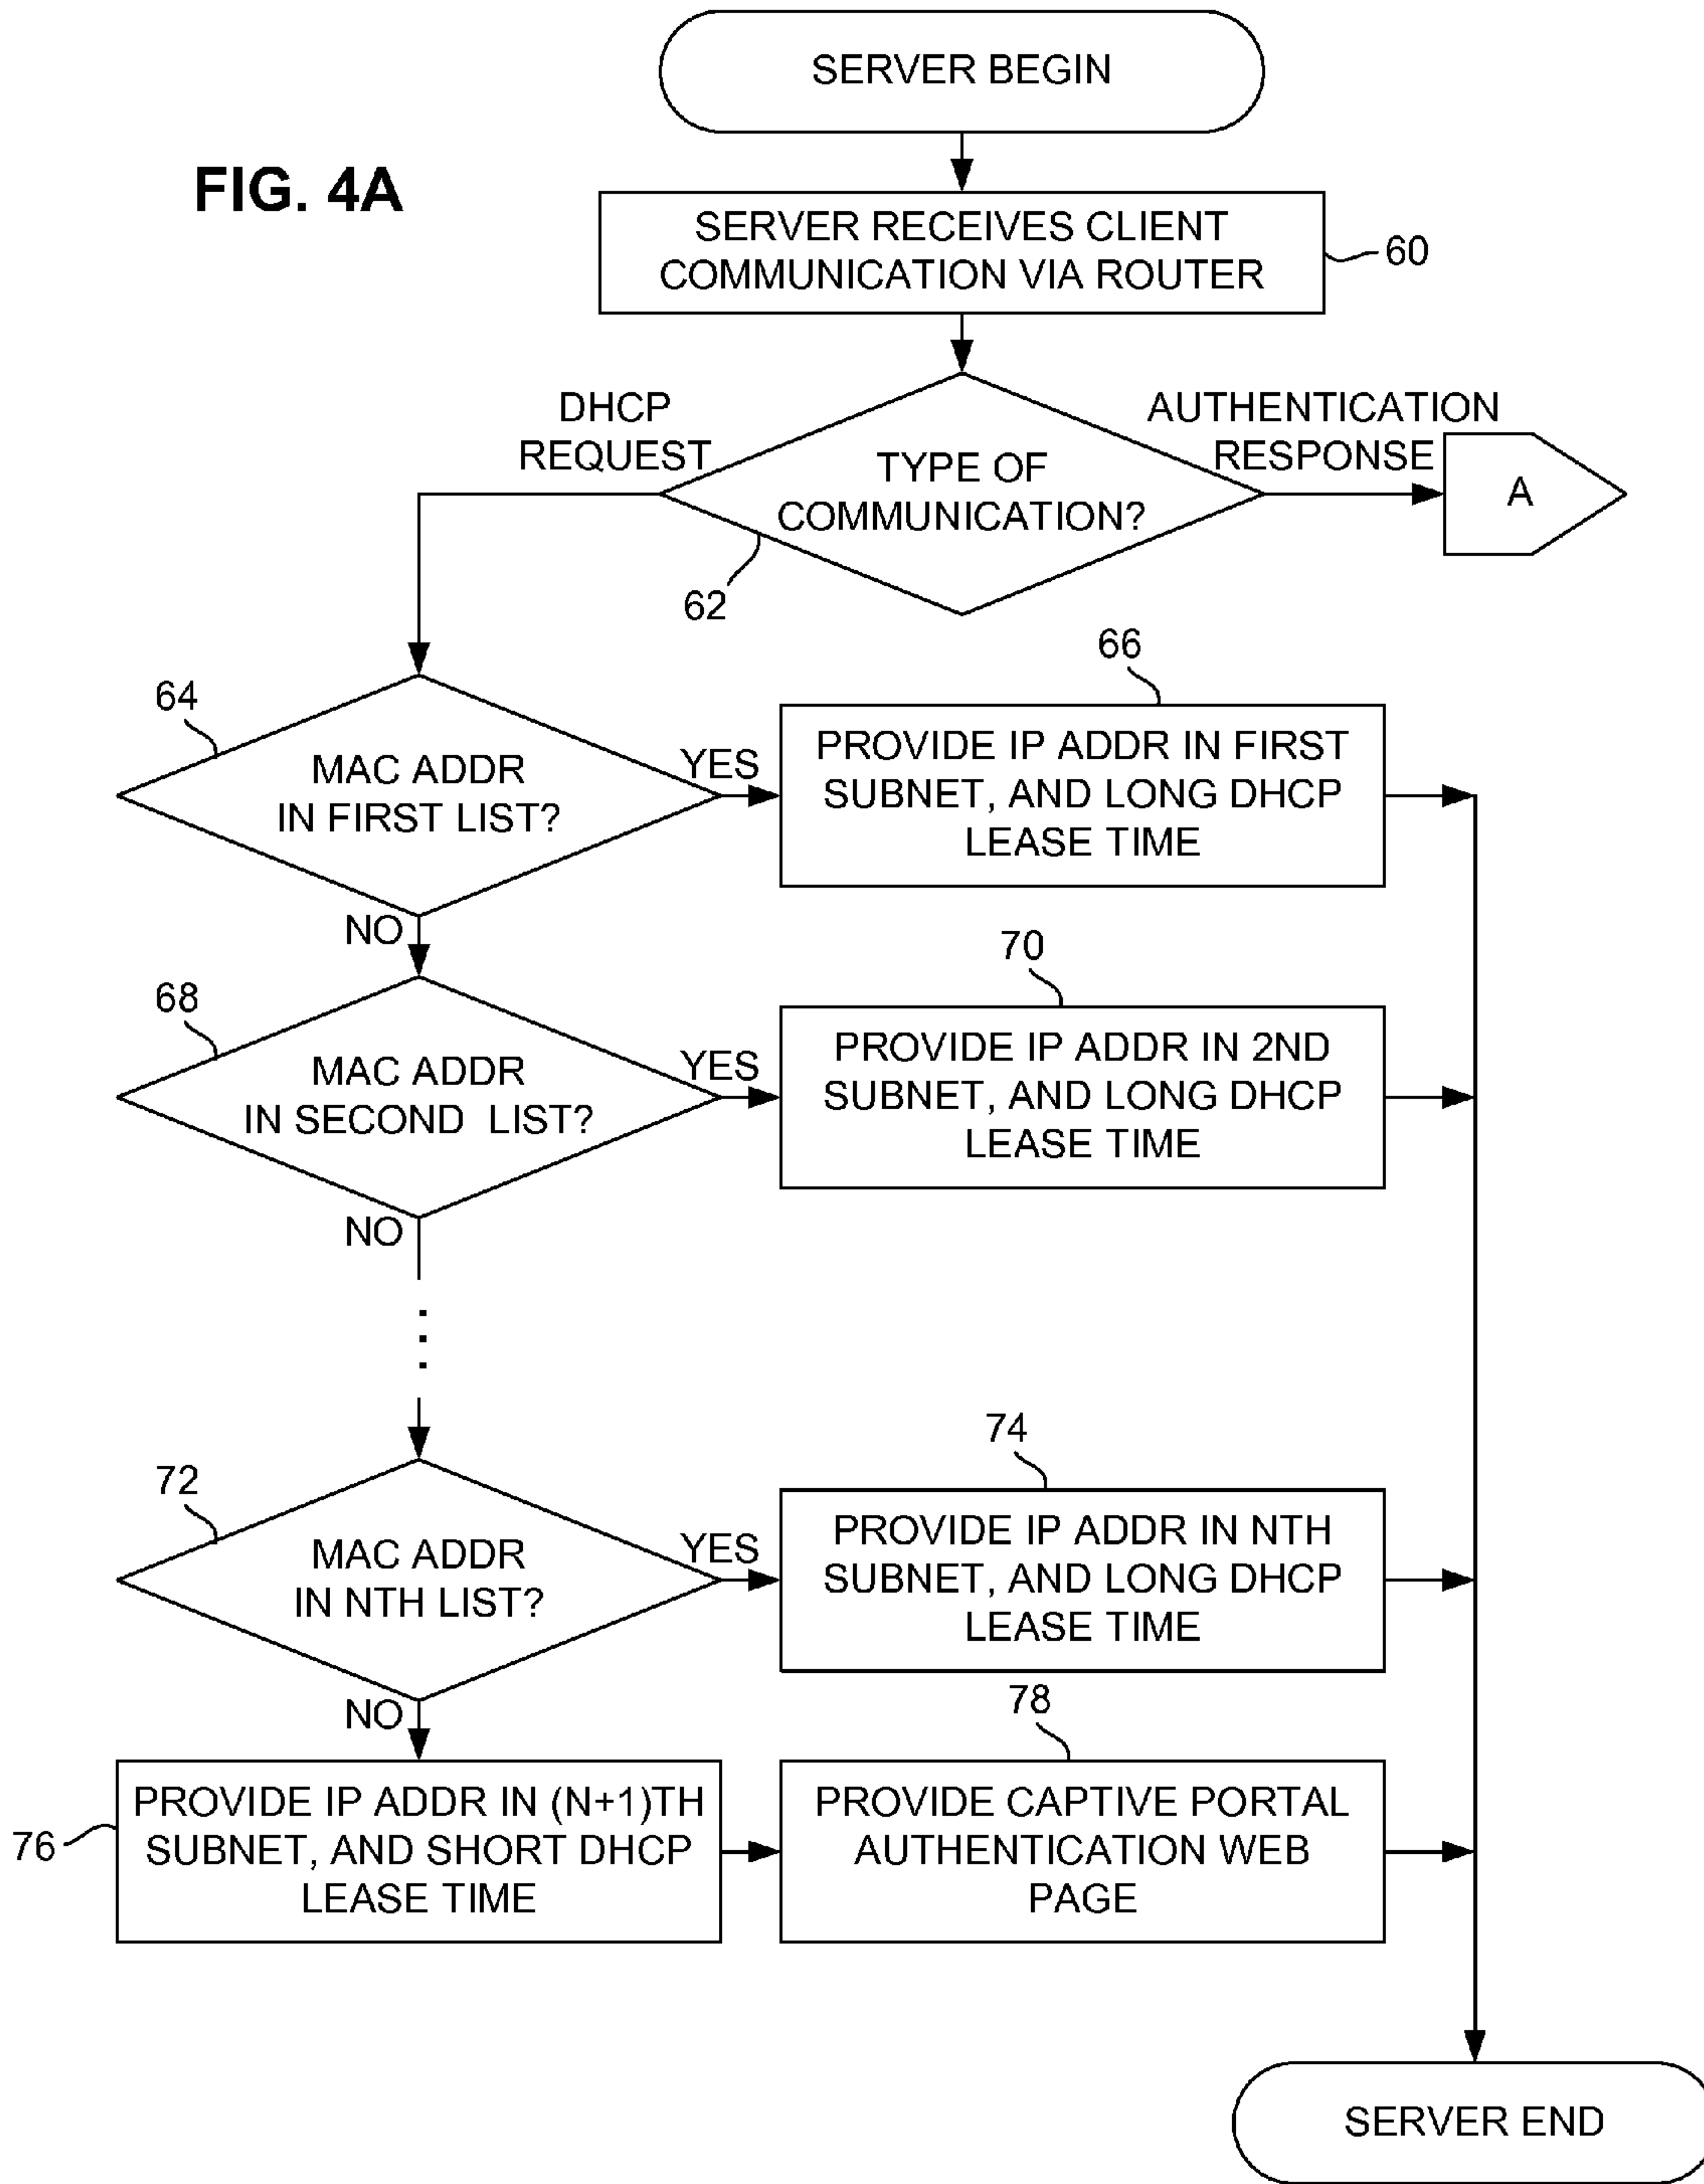 SERVER BEGIN
FIG. 4A
SERVER RECEIVES CLIENT
COMMUNICATION VIA ROUTER
60
DHCP
REQUEST
TYPE OF
COMMUNICATION?
62
AUTHENTICATION
RESPONSE
A
64
MAC ADDR
IN FIRST LIST?
YES
66
PROVIDE IP ADDR IN FIRST
SUBNET, AND LONG DHCP
LEASE TIME
NO
68
MAC ADDR
IN SECOND LIST?
YES
70
PROVIDE IP ADDR IN 2ND
SUBNET, AND LONG DHCP
LEASE TIME
NO
72
MAC ADDR
IN NTH LIST?
YES
74
PROVIDE IP ADDR IN NTH
SUBNET, AND LONG DHCP
LEASE TIME
NO
76
PROVIDE IP ADDR IN (N+1)TH
SUBNET, AND SHORT DHCP
LEASE TIME
78
PROVIDE CAPTIVE PORTAL
AUTHENTICATION WEB
PAGE
SERVER END